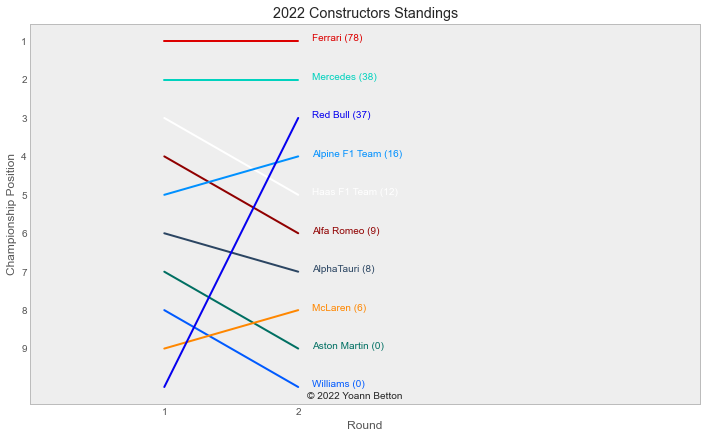 2022 Constructors Standings
Championship Position
1
2
3
4
5
6
7
8
9
Ferrari (78)
Mercedes (38)
Red Bull (37)
Alpine F1 Team (16)
Haas F1 Team (12)
Alfa Romeo (9)
AlphaTauri (8)
McLaren (6)
Aston Martin (0)
Williams (0)
© 2022 Yoann Betton
1
2
Round